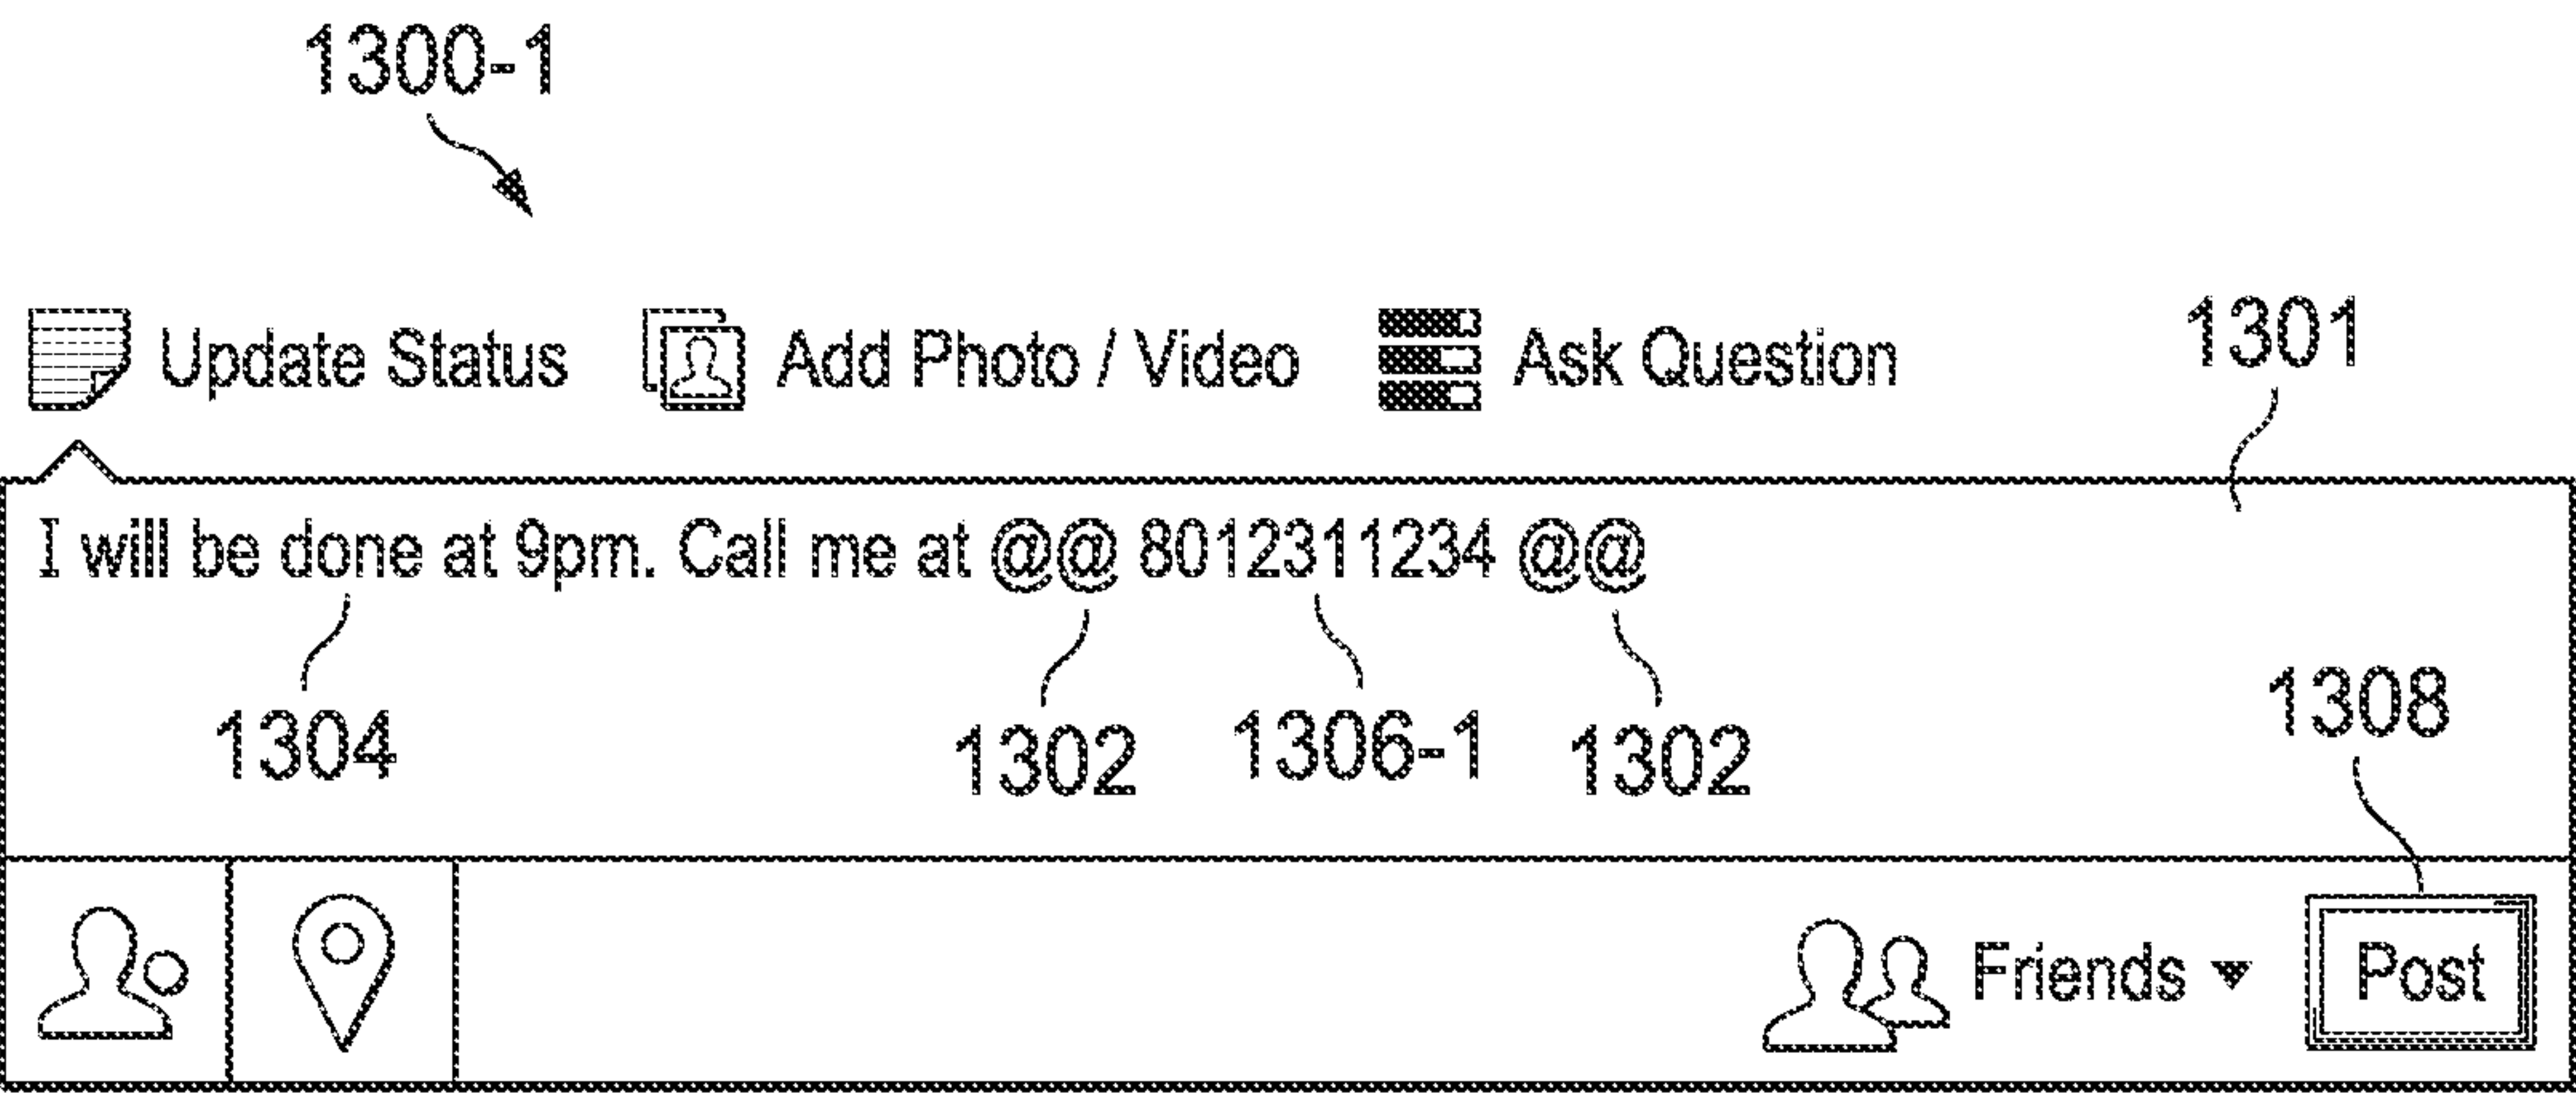 1300-1
Update Status Add Photo / Video Ask Question 1301
I will be done at 9pm. Call me at @@ 8012311234 @@
1304 1302 1306-1 1302 1308
Friends Post